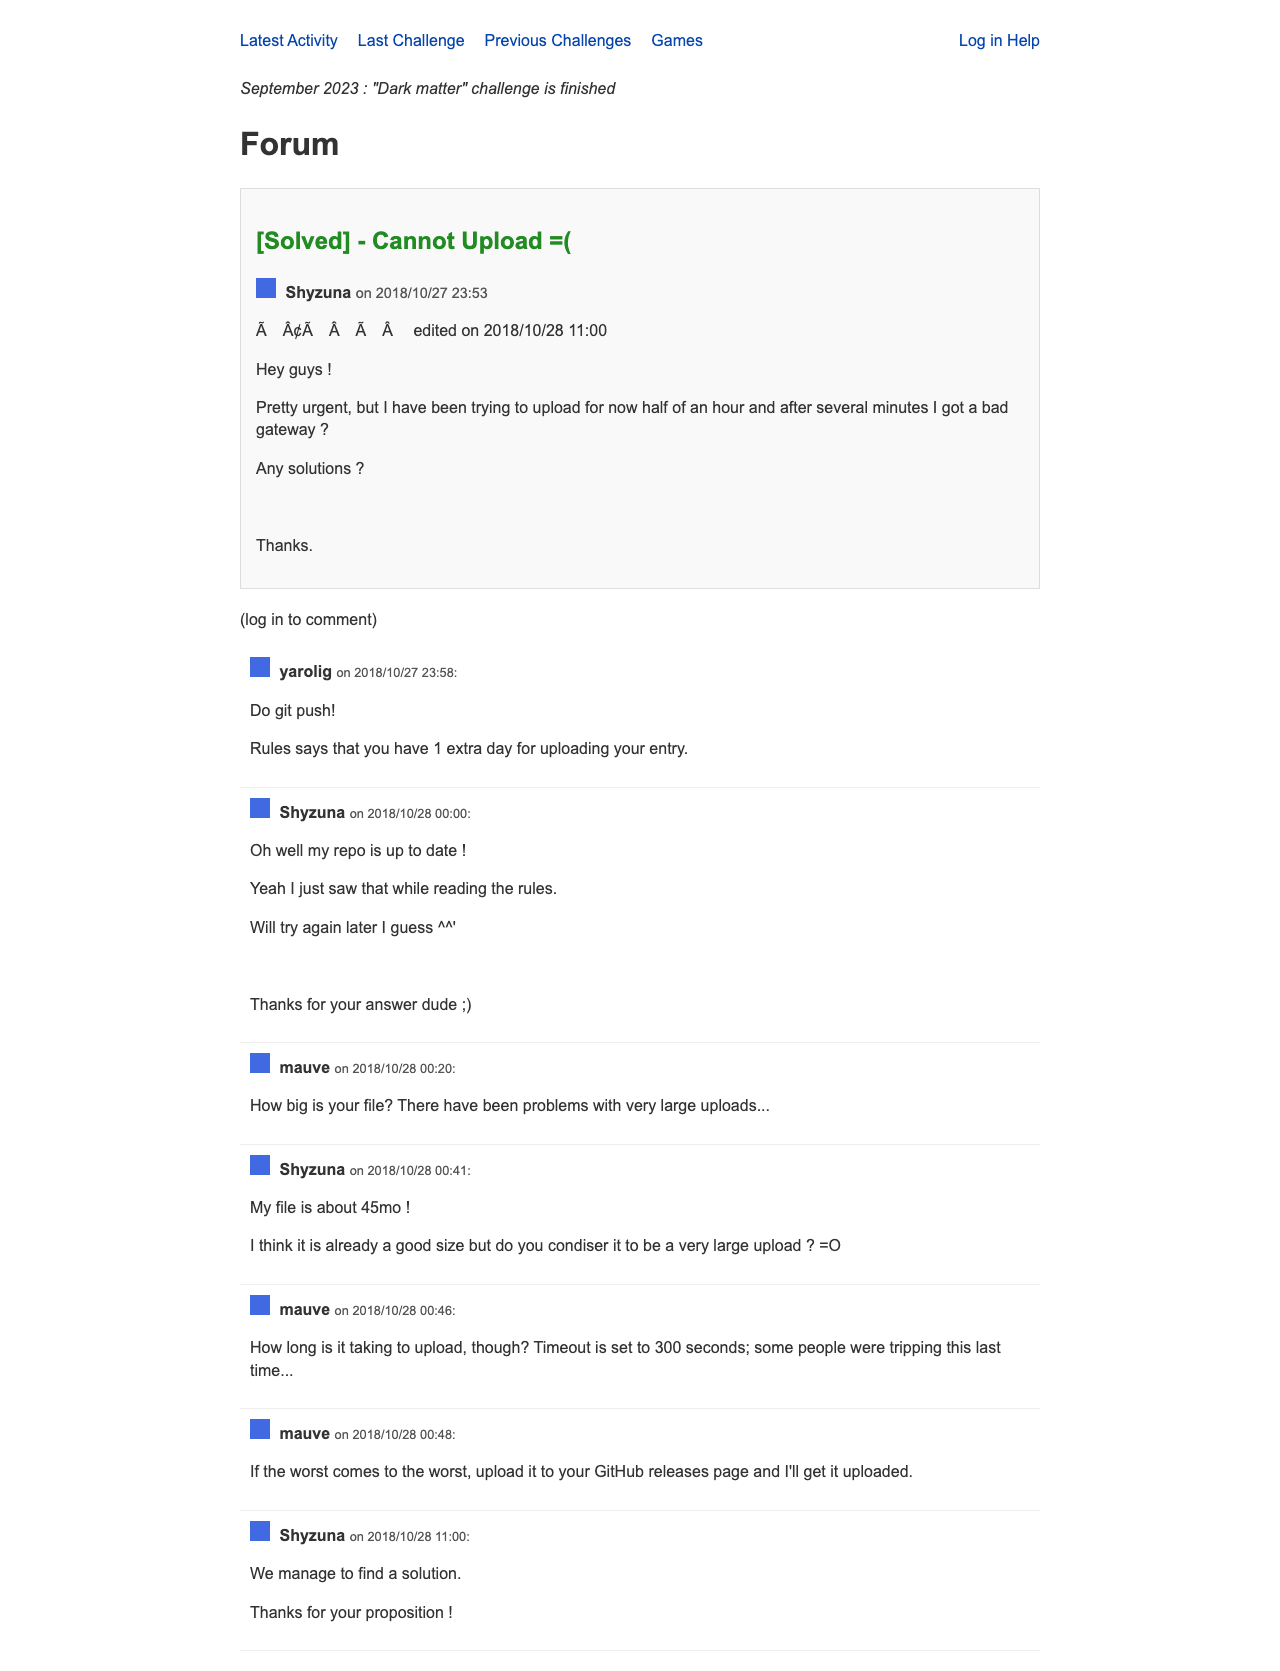 Latest Activity Last Challenge Previous Challenges Games Log in Help
September 2023 : "Dark matter" challenge is finished
Forum
[Solved] - Cannot Upload =(
Shyzuna on 2018/10/27 23:53
Ã Â¢Ã Â Ã Â edited on 2018/10/28 11:00
Hey guys !
Pretty urgent, but I have been trying to upload for now half of an hour and after several minutes I got a bad
gateway ?
Any solutions ?
Thanks.
(log in to comment)
yarolig on 2018/10/27 23:58:
Do git push!
Rules says that you have 1 extra day for uploading your entry.
Shyzuna on 2018/10/28 00:00:
Oh well my repo is up to date !
Yeah I just saw that while reading the rules.
Will try again later I guess ^^'
Thanks for your answer dude ;)
mauve on 2018/10/28 00:20:
How big is your file? There have been problems with very large uploads...
Shyzuna on 2018/10/28 00:41:
My file is about 45mo !
I think it is already a good size but do you condiser it to be a very large upload ? =O
mauve on 2018/10/28 00:46:
How long is it taking to upload, though? Timeout is set to 300 seconds; some people were tripping this last
time...
mauve on 2018/10/28 00:48:
If the worst comes to the worst, upload it to your GitHub releases page and I'll get it uploaded.
Shyzuna on 2018/10/28 11:00:
We manage to find a solution.
Thanks for your proposition !